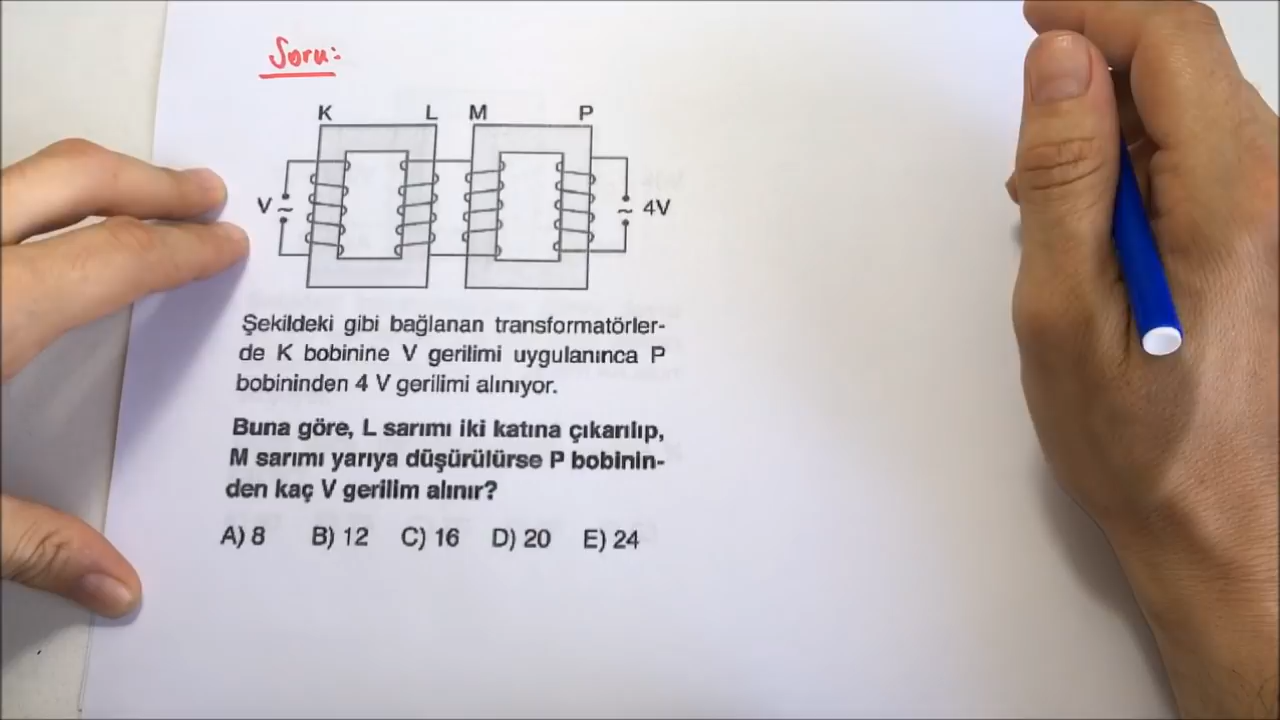 Soru:
K L M P
V ~ ~ 4V
Şekildeki gibi bağlanan transformatörler-
de K bobinine V gerilimi uygulanınca P
bobininden 4 V gerilimi alınıyor.
Buna göre, L sarımı iki katına çıkarılıp,
M sarımı yarıya düşürülürse P bobinin-
den kaç V gerilim alınır?
A) 8 B) 12 C) 16 D) 20 E) 24